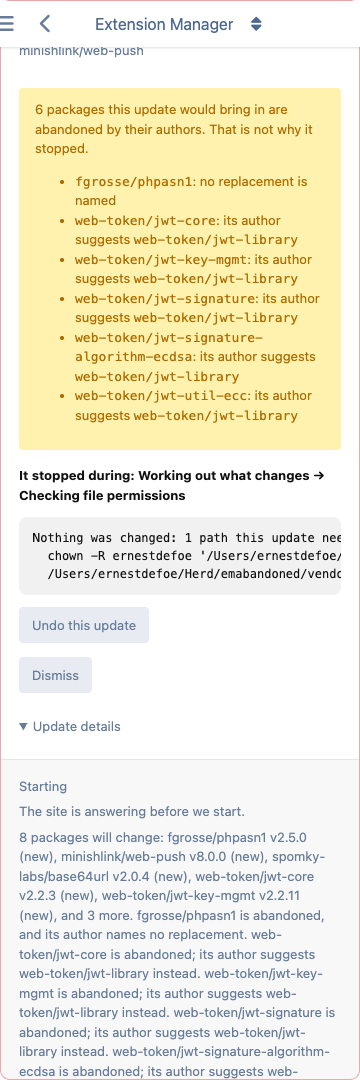 Extension Manager
minishlink/web-push
6 packages this update would bring in are
abandoned by their authors. That is not why it
stopped.
• fgrosse/phpasn1: no replacement is
named
• web-token/jwt-core: its author
suggests web-token/jwt-library
• web-token/jwt-key-mgmt: its author
suggests web-token/jwt-library
• web-token/jwt-signature: its author
suggests web-token/jwt-library
• web-token/jwt-signature-
algorithm-ecdsa: its author suggests
web-token/jwt-library
• web-token/jwt-util-ecc: its author
suggests web-token/jwt-library
It stopped during: Working out what changes →
Checking file permissions
Nothing was changed: 1 path this update nee
chown -R ernestdefoe '/Users/ernestdefoe/
/Users/ernestdefoe/Herd/emabandoned/vendo
Undo this update
Dismiss
▼ Update details
Starting
The site is answering before we start.
8 packages will change: fgrosse/phpasn1 v2.5.0
(new), minishlink/web-push v8.0.0 (new), spomky-
labs/base64url v2.0.4 (new), web-token/jwt-core
v2.2.3 (new), web-token/jwt-key-mgmt v2.2.11
(new), and 3 more. fgrosse/phpasn1 is abandoned,
and its author names no replacement. web-
token/jwt-core is abandoned; its author suggests
web-token/jwt-library instead. web-token/jwt-key-
mgmt is abandoned; its author suggests web-
token/jwt-library instead. web-token/jwt-signature is
abandoned; its author suggests web-token/jwt-
library instead. web-token/jwt-signature-algorithm-
ecdsa is abandoned; its author suggests web-